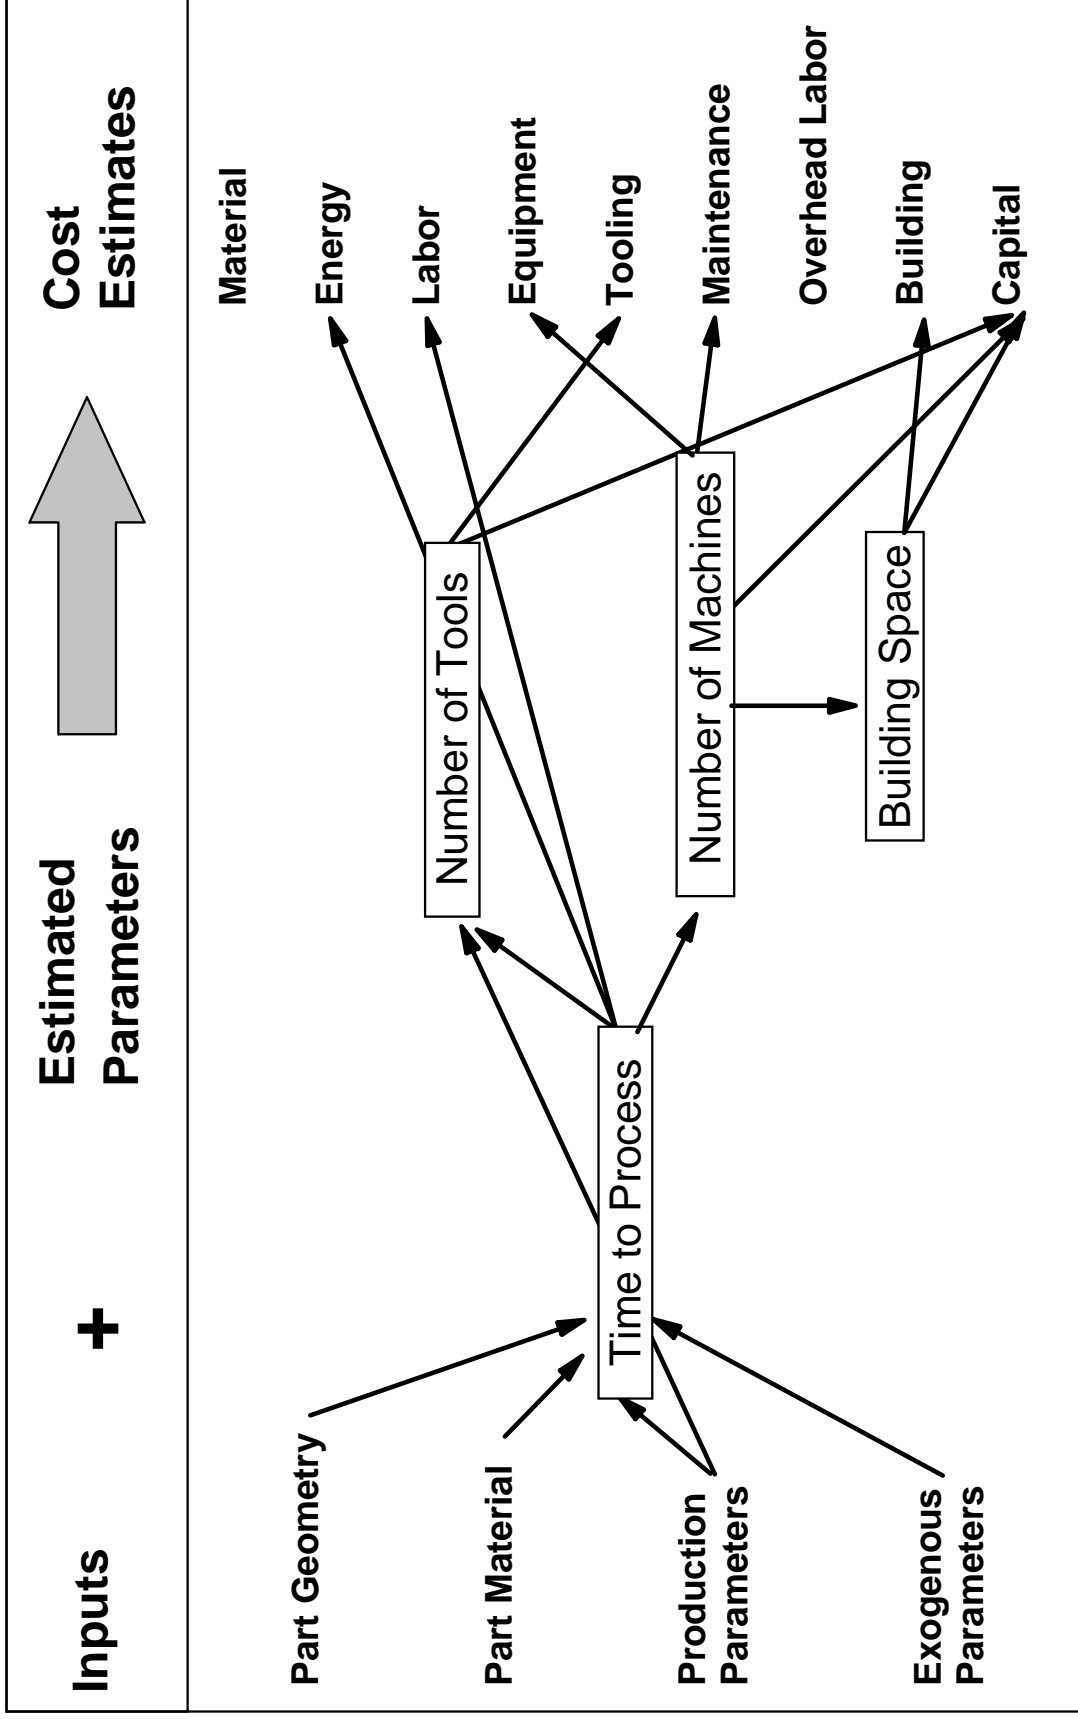 Inputs
+
Estimated
Parameters
Cost
Estimates
Part Geometry
Part Material
Production
Parameters
Exogenous
Parameters
Time to Process
Number of Tools
Number of Machines
Building Space
Material
Energy
Labor
Equipment
Tooling
Maintenance
Overhead Labor
Building
Capital